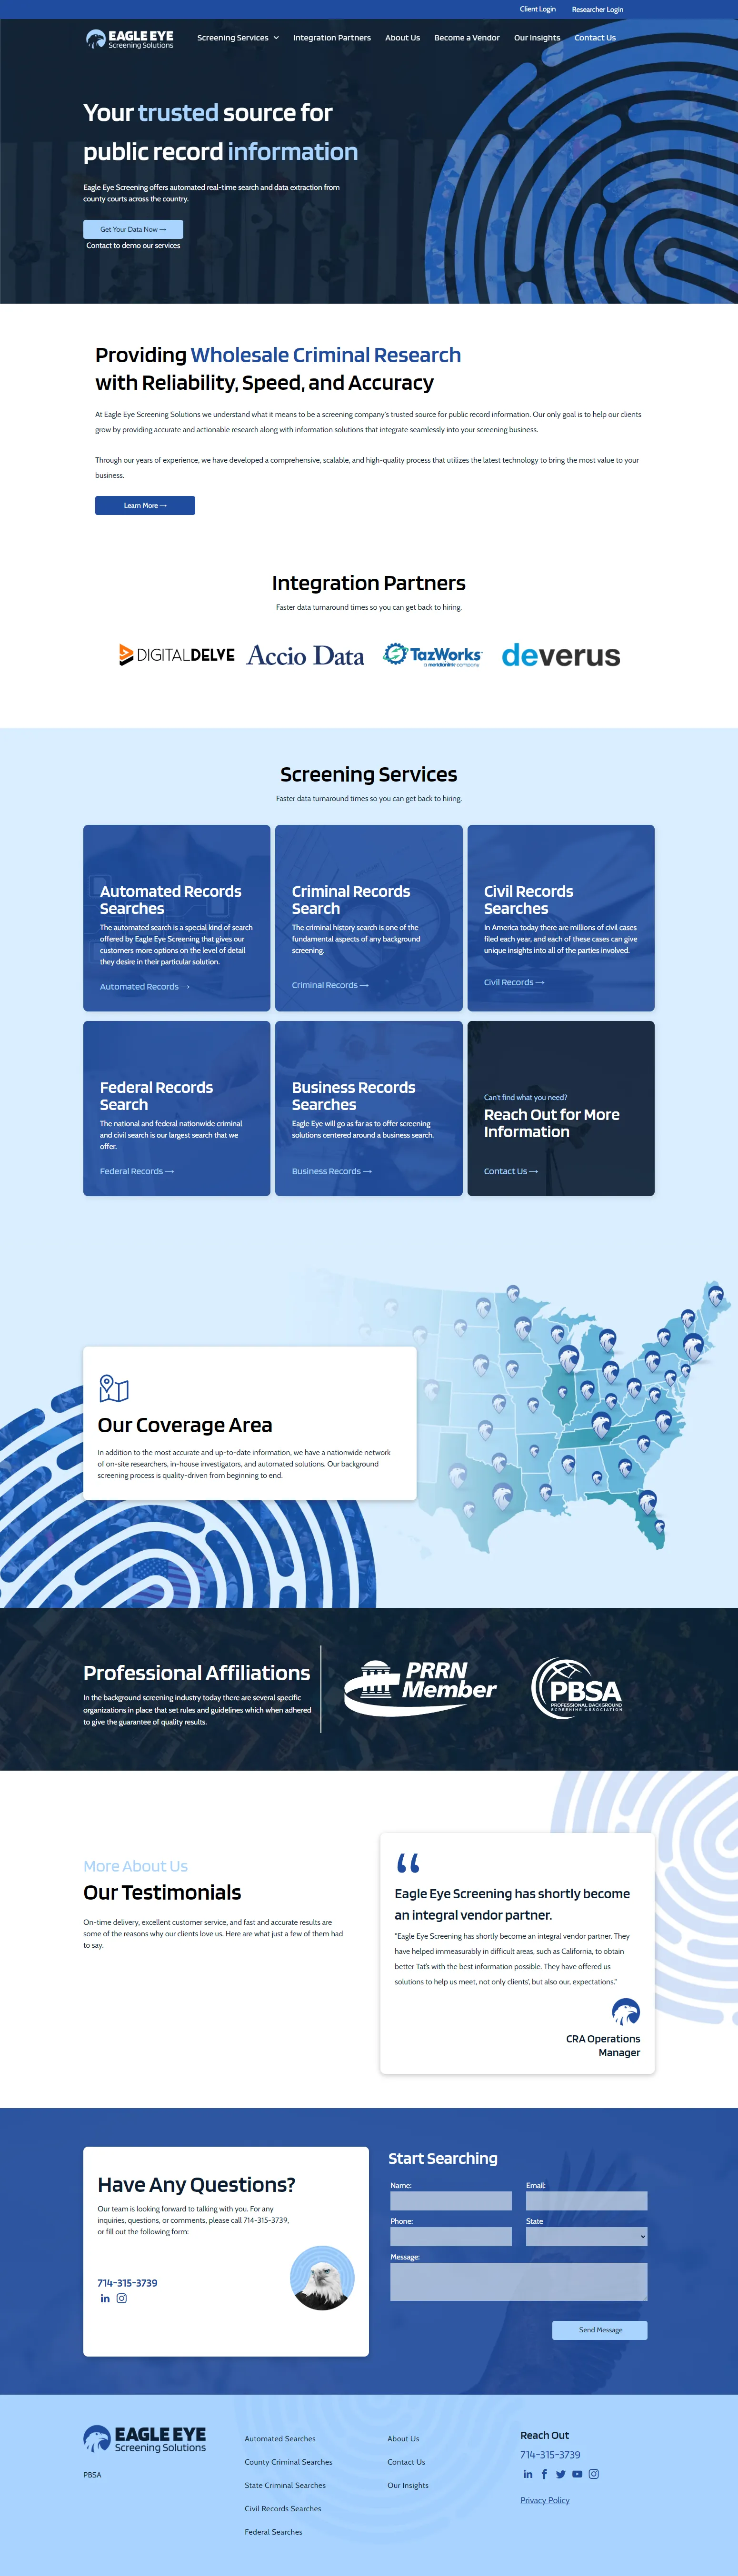 Client Login
Researcher Login
EAGLE EYE
Screening Solutions
Screening Services
Integration Partners
About Us
Become a Vendor
Our Insights
Contact Us
Your trusted source for
public record information
Eagle Eye Screening offers automated real-time search and data extraction from
county courts across the country.
Get Your Data Now →
Contact to demo our services
Providing Wholesale Criminal Research
with Reliability, Speed, and Accuracy
At Eagle Eye Screening Solutions we understand what it means to be a screening company's trusted source for public record information. Our only goal is to help our clients
grow by providing accurate and actionable research along with information solutions that integrate seamlessly into your screening business.
Through our years of experience, we have developed a comprehensive, scalable, and high-quality process that utilizes the latest technology to bring the most value to your
business.
Learn More →
Integration Partners
Faster data turnaround times so you can get back to hiring.
DIGITALDELVE
Accio Data
TazWorks
a meridianlink company
deverus
Screening Services
Faster data turnaround times so you can get back to hiring.
Automated Records
Searches
The automated search is a special kind of search
offered by Eagle Eye Screening that gives our
customers more options on the level of detail
they desire in their particular solution.
Automated Records →
Criminal Records
Search
The criminal history search is one of the
fundamental aspects of any background
screening.
Criminal Records →
Civil Records
Searches
In America today there are millions of civil cases
filed each year, and each of these cases can give
unique insights into all of the parties involved.
Civil Records →
Federal Records
Search
The national and federal nationwide criminal
and civil search is our largest search that we
offer.
Federal Records →
Business Records
Searches
Eagle Eye will go as far as to offer screening
solutions centered around a business search.
Business Records →
Can't find what you need?
Reach Out for More
Information
Contact Us →
Our Coverage Area
In addition to the most accurate and up-to-date information, we have a nationwide network
of on-site researchers, in-house investigators, and automated solutions. Our background
screening process is quality-driven from beginning to end.
Professional Affiliations
In the background screening industry today there are several specific
organizations in place that set rules and guidelines which when adhered
to give the guarantee of quality results.
PRRN
Member
PBSA
PROFESSIONAL BACKGROUND
SCREENING ASSOCIATION
More About Us
Our Testimonials
On-time delivery, excellent customer service, and fast and accurate results are
some of the reasons why our clients love us. Here are what just a few of them had
to say.
“
Eagle Eye Screening has shortly become
an integral vendor partner.
"Eagle Eye Screening has shortly become an integral vendor partner. They
have helped immeasurably in difficult areas, such as California, to obtain
better Tat's with the best information possible. They have offered us
solutions to help us meet, not only clients', but also our, expectations."
CRA Operations
Manager
Have Any Questions?
Our team is looking forward to talking with you. For any
inquiries, questions, or comments, please call 714-315-3739,
or fill out the following form:
714-315-3739
Start Searching
Name:
Email:
Phone:
State
Message:
Send Message
EAGLE EYE
Screening Solutions
PBSA
Automated Searches
County Criminal Searches
State Criminal Searches
Civil Records Searches
Federal Searches
About Us
Contact Us
Our Insights
Reach Out
714-315-3739
Privacy Policy